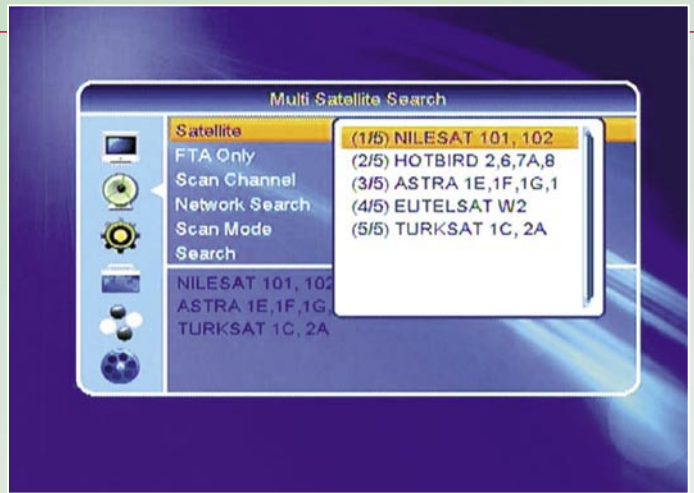 Multi Satellite Search
Satellite
FTA Only
Scan Channel
Network Search
Scan Mode
Search
(1/5) NILESAT 101, 102
(2/5) HOTBIRD 2,6,7A,8
(3/5) ASTRA 1E,1F,1G,1
(4/5) EUTELSAT W2
(5/5) TURKSAT 1C, 2A
NILESAT 101, 102
ASTRA 1E,1F,1G,
TURKSAT 1C, 2A